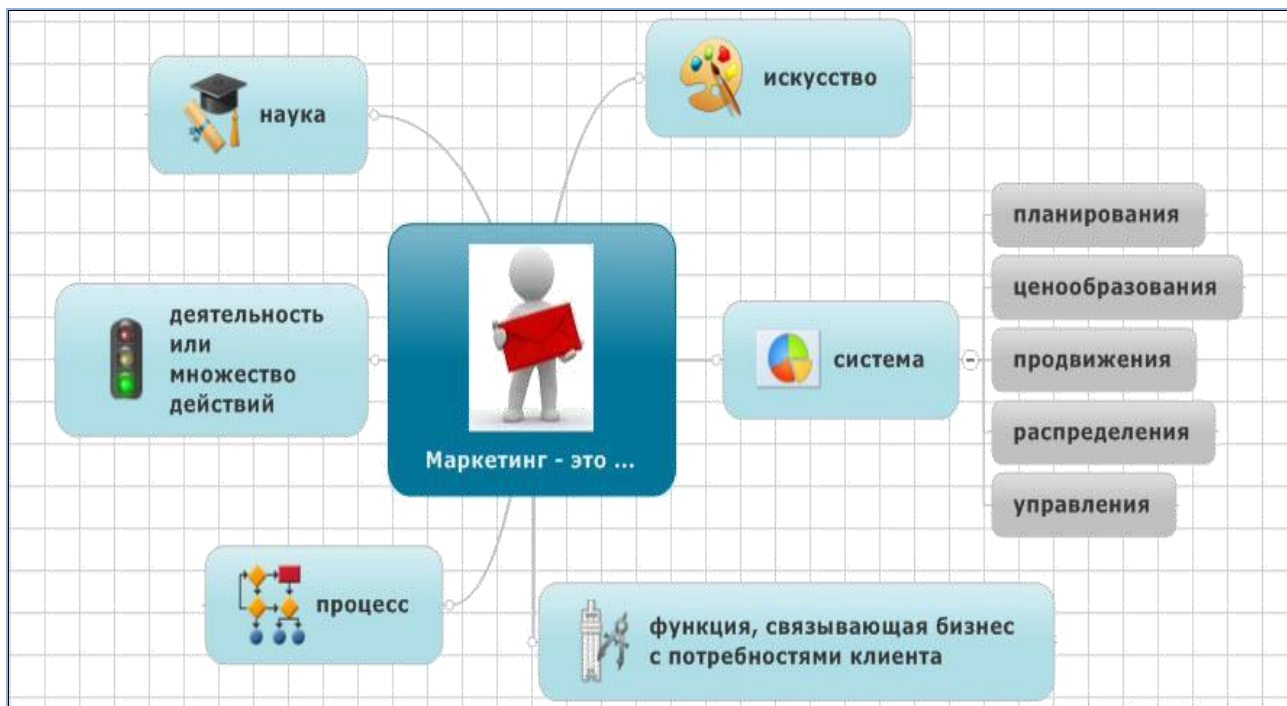 наука
искусство
деятельность
или
множество
действий
Маркетинг - это ...
система
планирования
ценообразования
продвижения
распределения
управления
процесс
функция, связывающая бизнес
с потребностями клиента